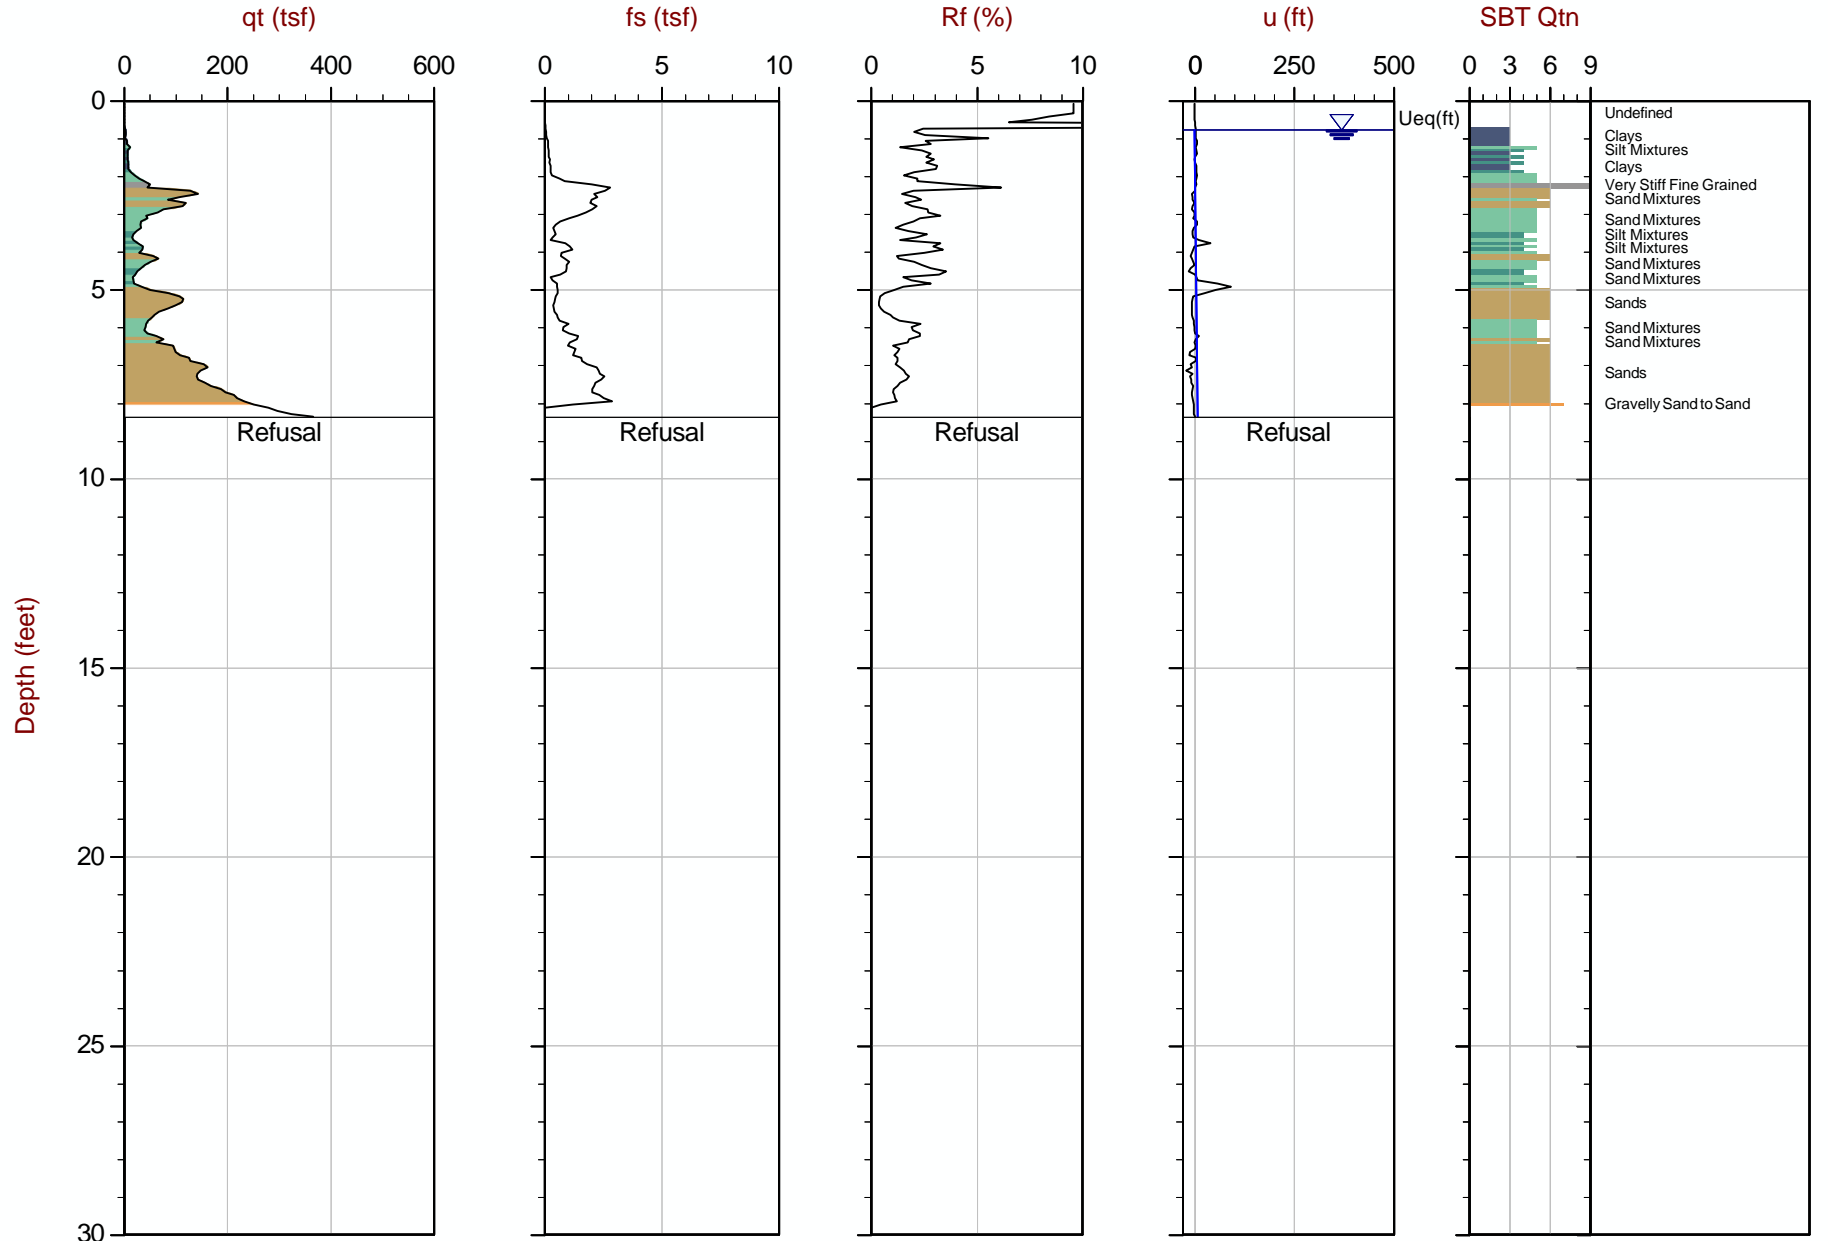 qt (tsf) fs (tsf) Rf (%) u (ft) SBT Qtn
0 200 400 600 0 5 10 0 5 10 0 250 500 0 3 6 9
0
Ueq(ft)
Undefined
Clays
Silt Mixtures
Clays
Very Stiff Fine Grained
Sand Mixtures
Sand Mixtures
Silt Mixtures
Silt Mixtures
Sand Mixtures
Sand Mixtures
5
Sands
Sand Mixtures
Sand Mixtures
Sands
Gravelly Sand to Sand
Refusal Refusal Refusal Refusal
10
15
Depth (feet)
20
25
30